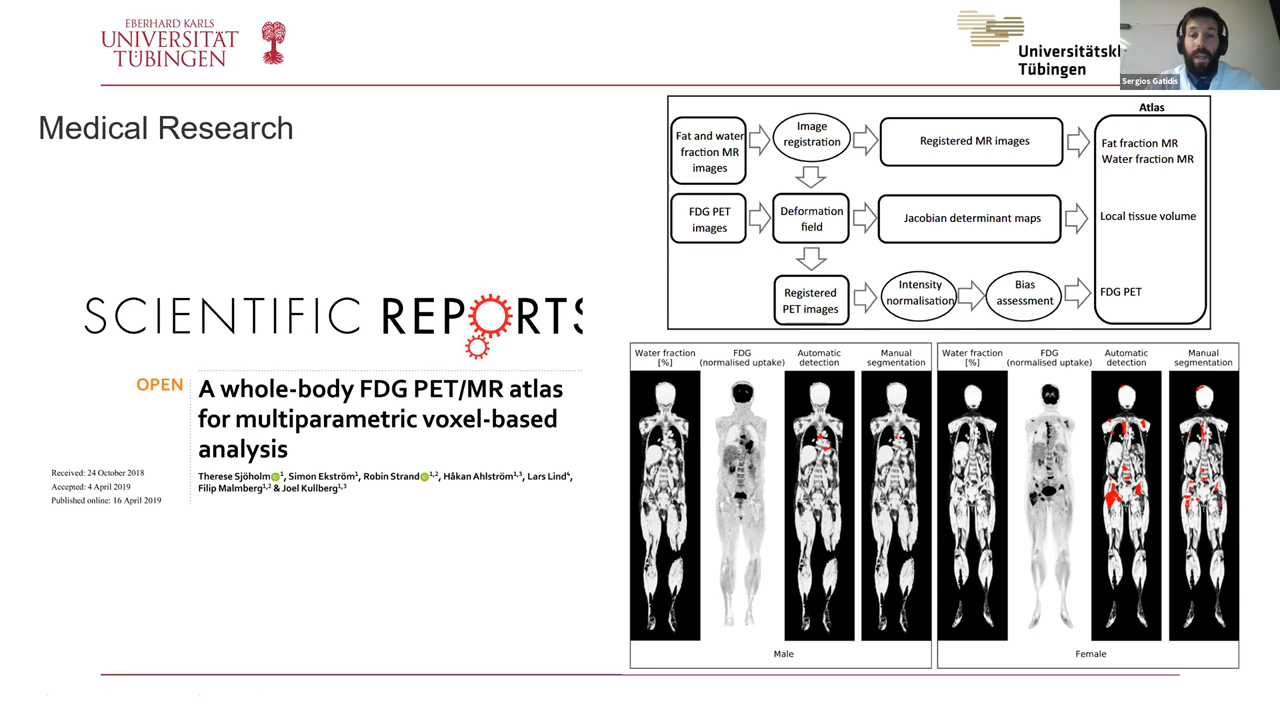 EBERHARD KARLS
UNIVERSITÄT
TÜBINGEN
Tübingen
Sergios Gatidis
Medical Research
Atlas
Fat and water
fraction MR
images
Image
registration
Registered MR images
Fat fraction MR
Water fraction MR
FDG PET
images
Deformation
field
Jacobian determinant maps
Local tissue volume
Registered
PET images
Intensity
normalisation
Bias
assessment
FDG PET
SCIENTIFIC REPORTS
OPEN
A whole-body FDG PET/MR atlas
for multiparametric voxel-based
analysis
Received: 24 October 2018
Accepted: 4 April 2019
Published online: 16 April 2019
Therese Sjöholm1, Simon Ekström1, Robin Strand1,2, Håkan Ahlström1,3, Lars Lind4,
Filip Malmberg1,2 & Joel Kullberg1,3
Water fraction
[%]
FDG
(normalised uptake)
Automatic
detection
Manual
segmentation
Water fraction
[%]
FDG
(normalised uptake)
Automatic
detection
Manual
segmentation
Male
Female